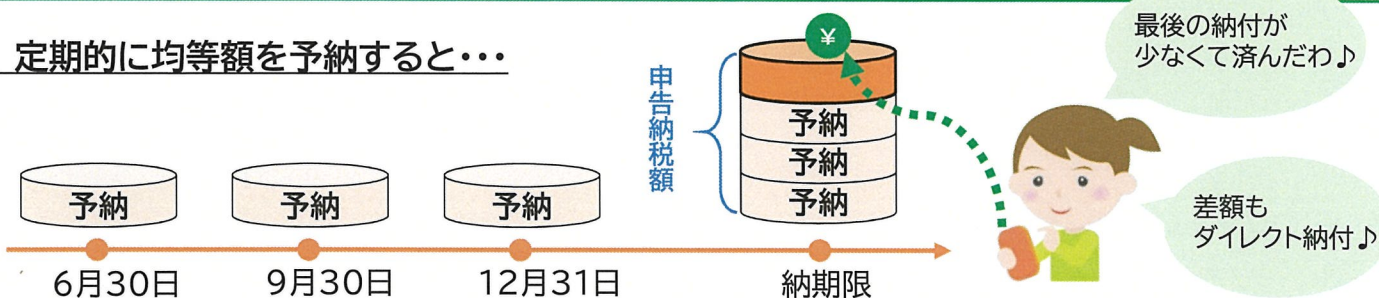 定期的に均等額を予納すると・・・
最後の納付が
少なくて済んだわ♪
¥
申告納税額
予納
予納
予納
予納
予納
予納
差額も
ダイレクト納付♪
6月30日
9月30日
12月31日
納期限